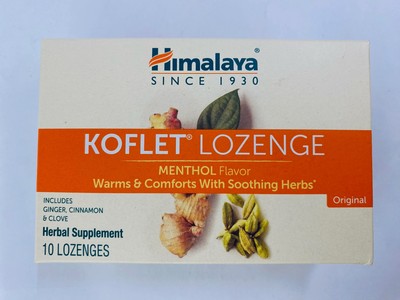 Himalaya®
SINCE 1930
KOFLET® LOZENGE
MENTHOL Flavor
Warms & Comforts With Soothing Herbs*
Original
INCLUDES
GINGER, CINNAMON
& CLOVE
Herbal Supplement
10 LOZENGES